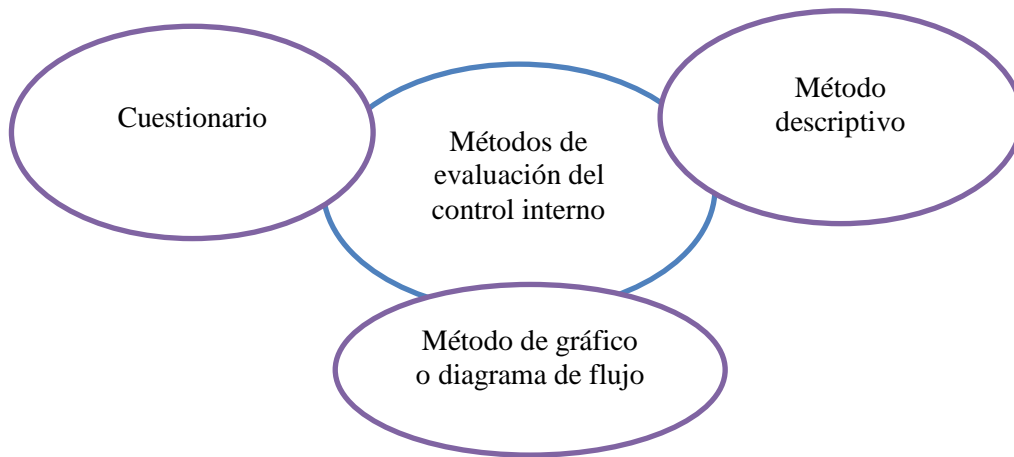 Cuestionario
Método
descriptivo
Métodos de
evaluación del
control interno
Método de gráfico
o diagrama de flujo